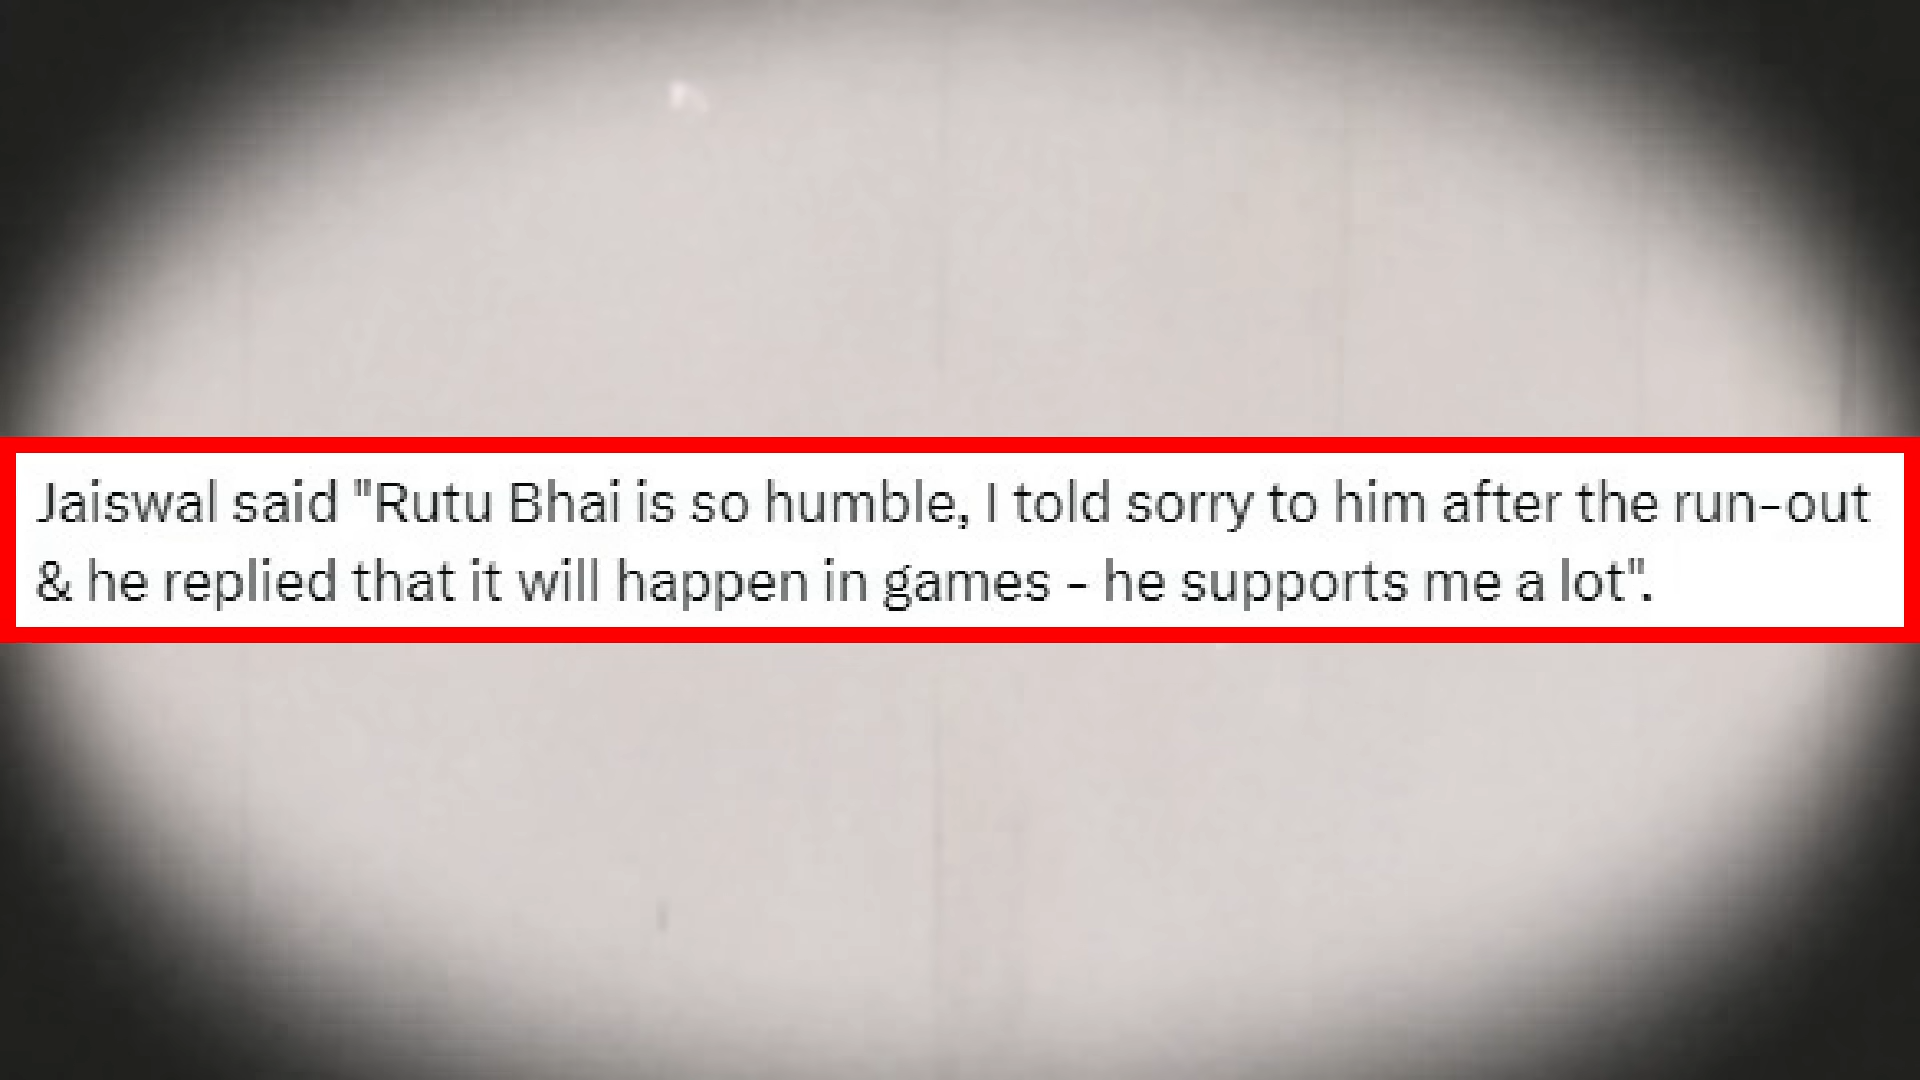 Jaiswal said "Rutu Bhai is so humble, I told sorry to him after the run-out
& he replied that it will happen in games - he supports me a lot".